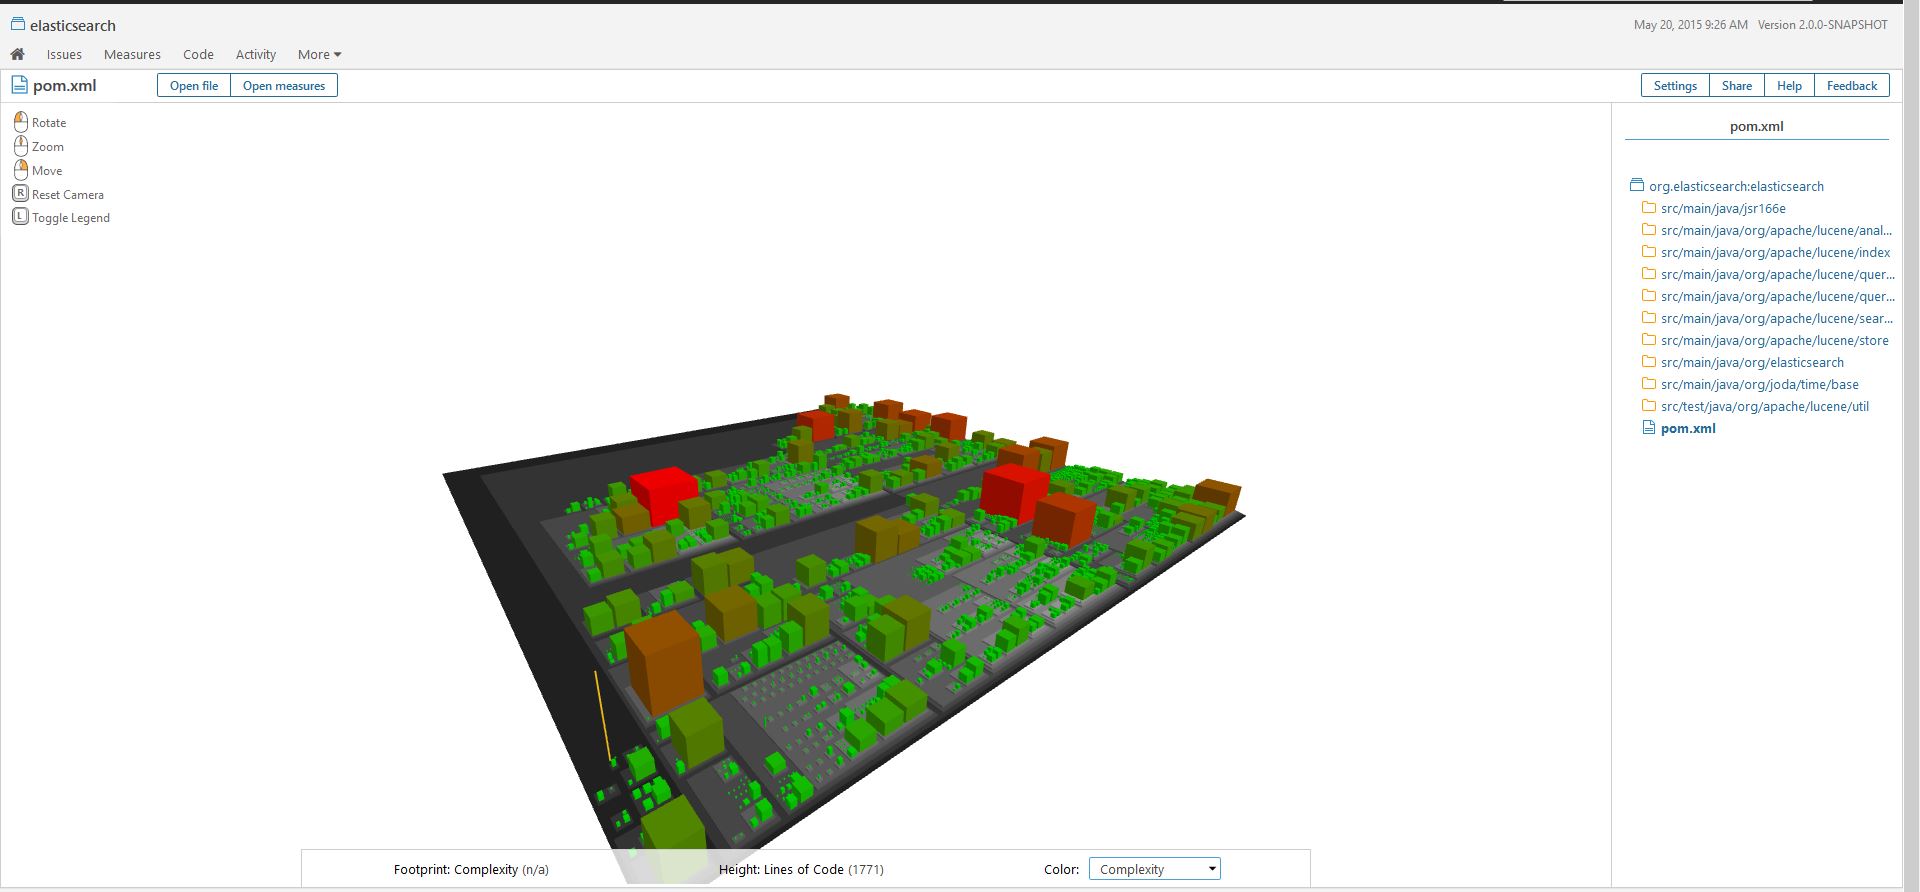 elasticsearch
May 20, 2015 9:26 AM Version 2.0.0-SNAPSHOT
Issues Measures Code Activity More
pom.xml Open file Open measures Settings Share Help Feedback
Rotate
Zoom
Move
R Reset Camera
L Toggle Legend
pom.xml
org.elasticsearch:elasticsearch
src/main/java/jsr166e
src/main/java/org/apache/lucene/anal...
src/main/java/org/apache/lucene/index
src/main/java/org/apache/lucene/quer...
src/main/java/org/apache/lucene/quer...
src/main/java/org/apache/lucene/sear...
src/main/java/org/apache/lucene/store
src/main/java/org/elasticsearch
src/main/java/org/joda/time/base
src/test/java/org/apache/lucene/util
pom.xml
Footprint: Complexity (n/a) Height: Lines of Code (1771) Color: Complexity